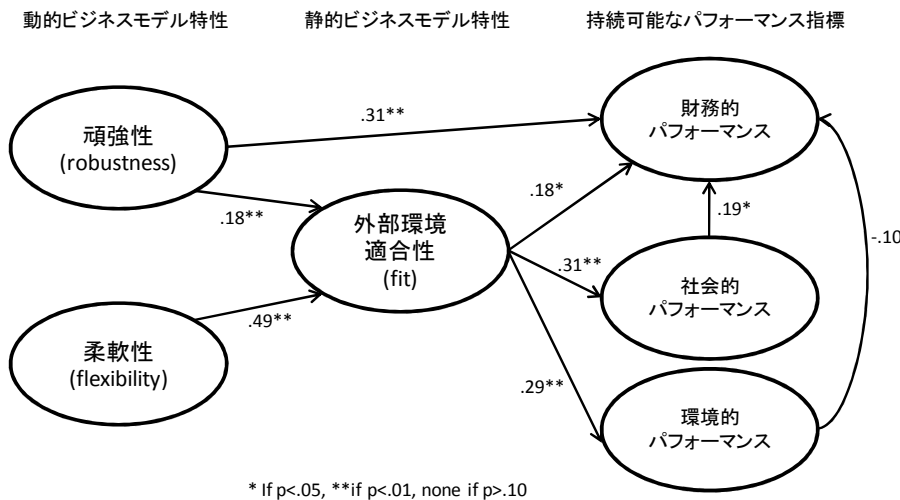 動的ビジネスモデル特性
静的ビジネスモデル特性
持続可能なパフォーマンス指標
頑強性
(robustness)
.31**
財務的
パフォーマンス
.18**
.18*
外部環境
適合性
(fit)
.19*
-.10
.31**
社会的
パフォーマンス
.49**
柔軟性
(flexibility)
.29**
環境的
パフォーマンス
* If p<.05, **if p<.01, none if p>.10